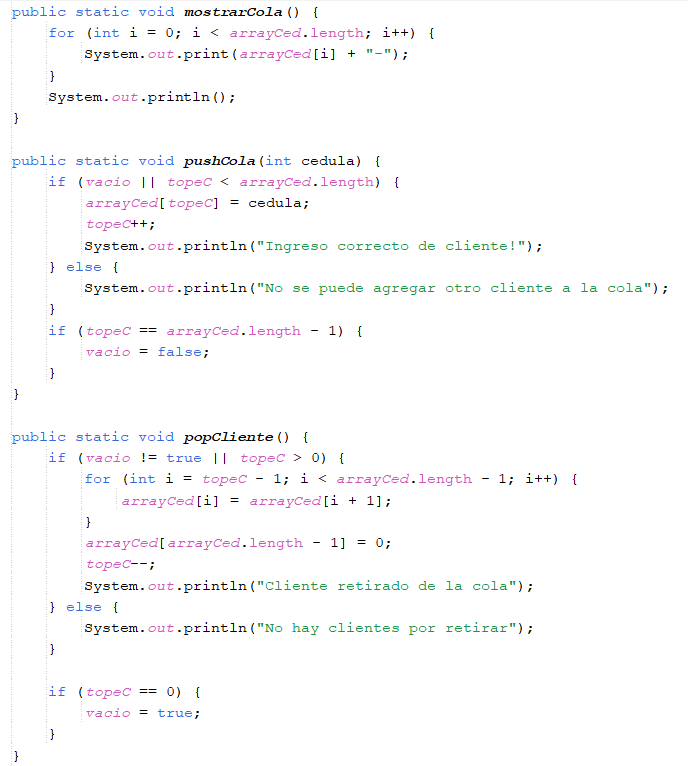 public static void mostrarCola() {
    for (int i = 0; i < arrayCed.length; i++) {
        System.out.print(arrayCed[i] + "-");
    }
    System.out.println();
}

public static void pushCola(int cedula) {
    if (vacio || topeC < arrayCed.length) {
        arrayCed[topeC] = cedula;
        topeC++;
        System.out.println("Ingreso correcto de cliente!");
    } else {
        System.out.println("No se puede agregar otro cliente a la cola");
    }
    if (topeC == arrayCed.length - 1) {
        vacio = false;
    }
}

public static void popCliente() {
    if (vacio != true || topeC > 0) {
        for (int i = topeC - 1; i < arrayCed.length - 1; i++) {
            arrayCed[i] = arrayCed[i + 1];
        }
        arrayCed[arrayCed.length - 1] = 0;
        topeC--;
        System.out.println("Cliente retirado de la cola");
    } else {
        System.out.println("No hay clientes por retirar");
    }

    if (topeC == 0) {
        vacio = true;
    }
}